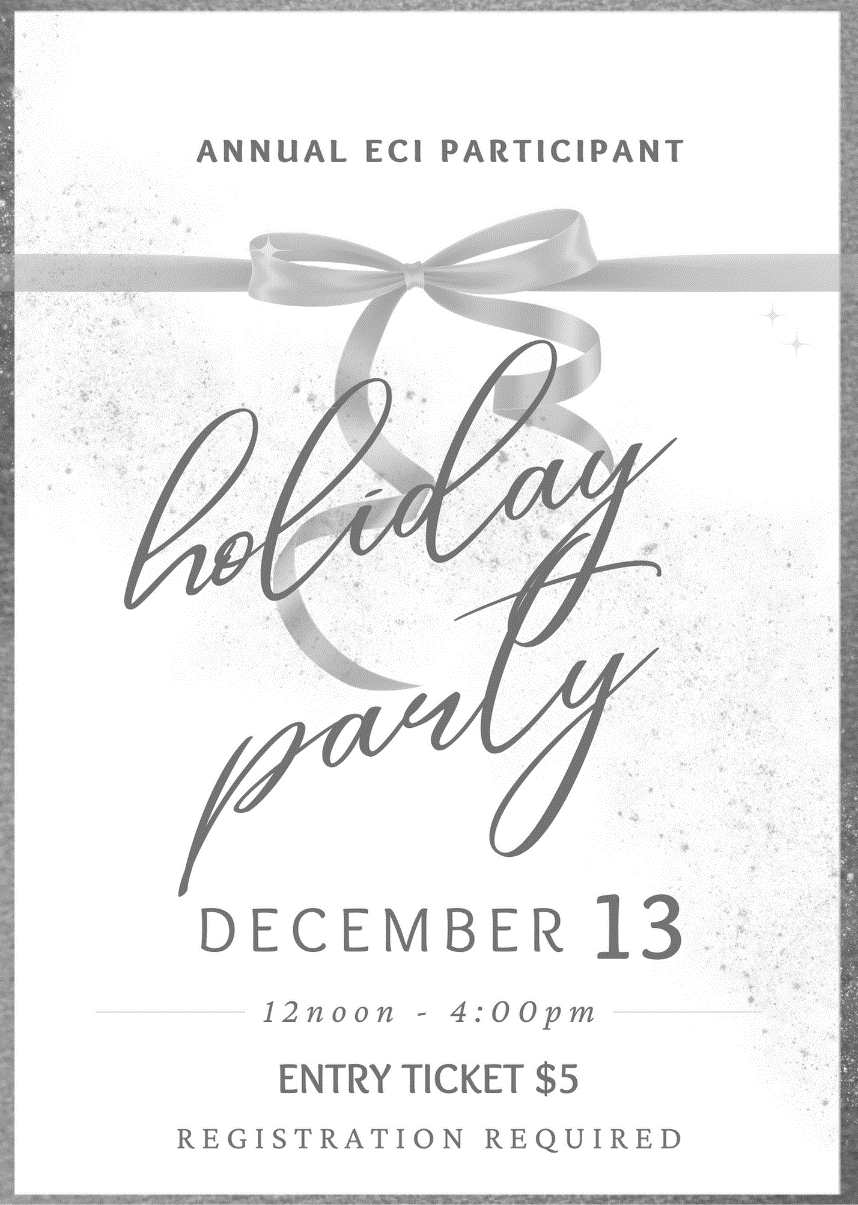 ANNUAL ECI PARTICIPANT
holiday
party
DECEMBER 13
12noon - 4:00pm
ENTRY TICKET $5
REGISTRATION REQUIRED